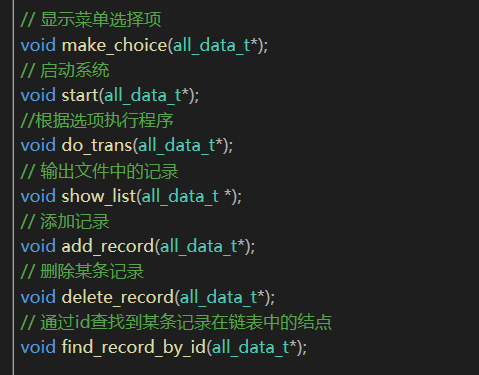 // 显示菜单选择项
void make_choice(all_data_t*);
// 启动系统
void start(all_data_t*);
//根据选项执行程序
void do_trans(all_data_t*);
// 输出文件中的记录
void show_list(all_data_t *);
// 添加记录
void add_record(all_data_t*);
// 删除某条记录
void delete_record(all_data_t*);
// 通过id查找到某条记录在链表中的结点
void find_record_by_id(all_data_t*);